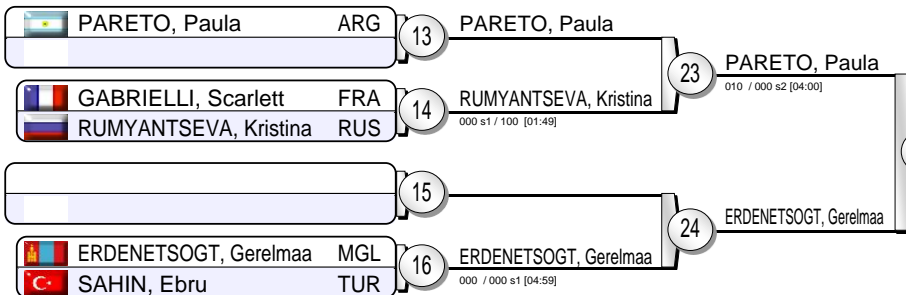 PARETO, Paula ARG
13
PARETO, Paula
23
PARETO, Paula
010 / 000 s2 [04:00]
GABRIELLI, Scarlett FRA
RUMYANTSEVA, Kristina RUS
14
RUMYANTSEVA, Kristina
000 s1 / 100 [01:49]
15
24
ERDENETSOGT, Gerelmaa
ERDENETSOGT, Gerelmaa MGL
SAHIN, Ebru TUR
16
ERDENETSOGT, Gerelmaa
000 / 000 s1 [04:59]